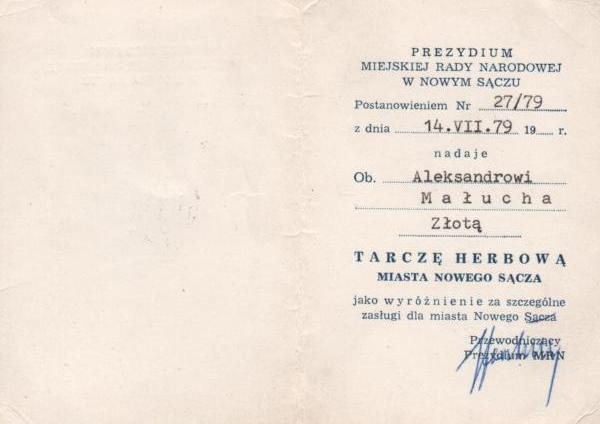 PREZYDIUM
MIEJSKIEJ RADY NARODOWEJ
W NOWYM SĄCZU
Postanowieniem Nr 27/79
z dnia 14.VII.79 19 r.
nadaje
Ob. Aleksandrowi
Małucha
Złotą
TARCZĘ HERBOWĄ
MIASTA NOWEGO SĄCZA
jako wyróżnienie za szczególne
zasługi dla miasta Nowego Sącza
Przewodniczący
Prezydium MRN